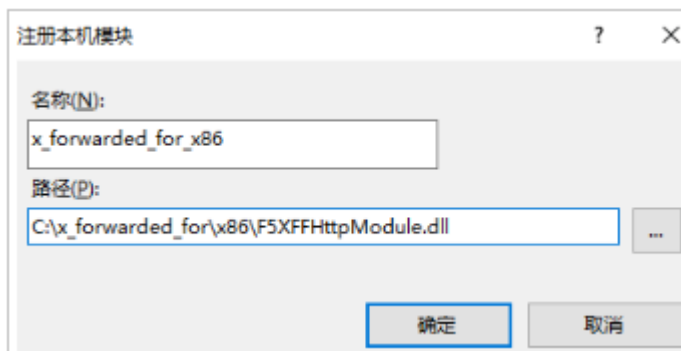 注册本机模块
?
名称(N):
x_forwarded_for_x86
路径(P):
C:\x_forwarded_for\x86\F5XFFHttpModule.dll
...
确定
取消